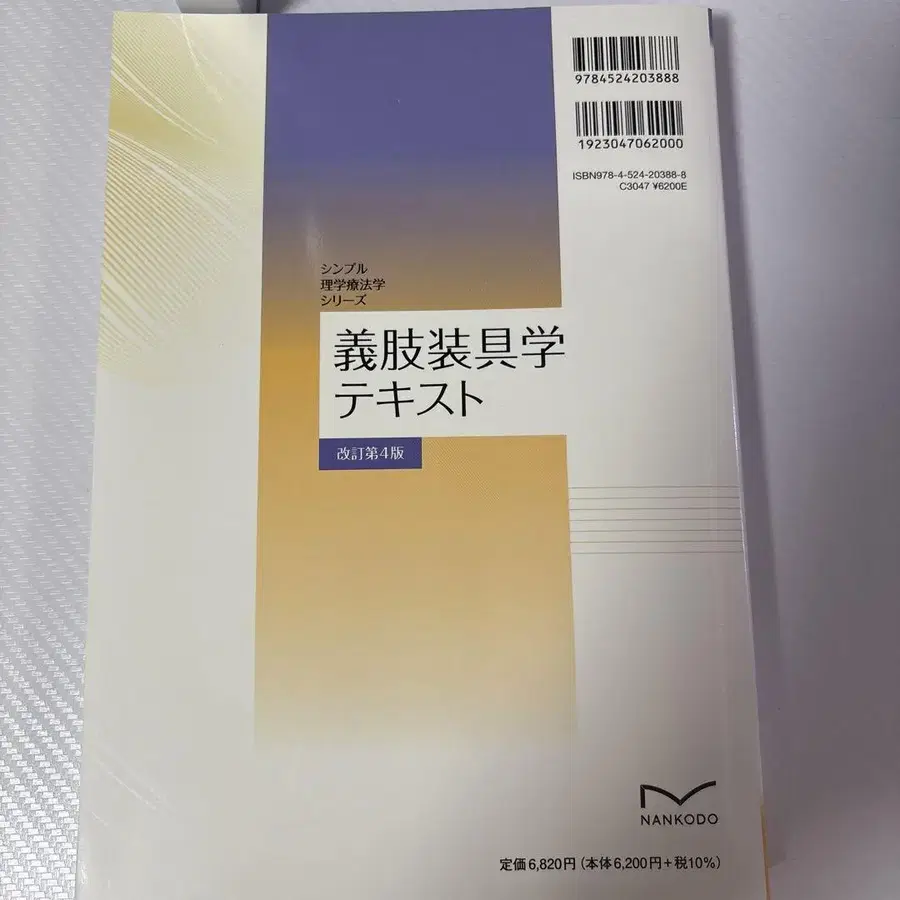 9784524203888
1923047062000
ISBN978-4-524-20388-8
C3047 ¥6200E
シンプル
理学療法学
シリーズ
義肢装具学
テキスト
改訂第4版
NANKODO
定価6,820円(本体6,200円+税10%)